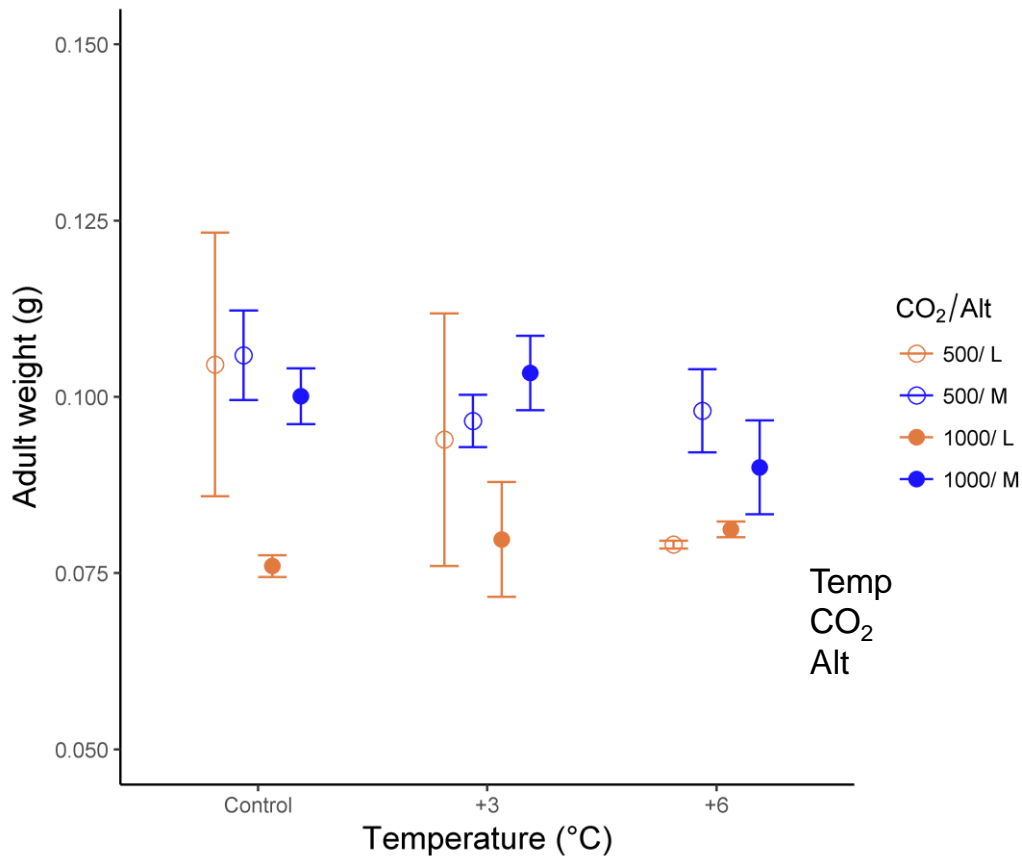 0.150
0.125
0.100
0.075
0.050
Adult weight (g)
Control +3 +6
Temperature (°C)
CO₂/Alt
500/ L
500/ M
1000/ L
1000/ M
Temp
CO₂
Alt